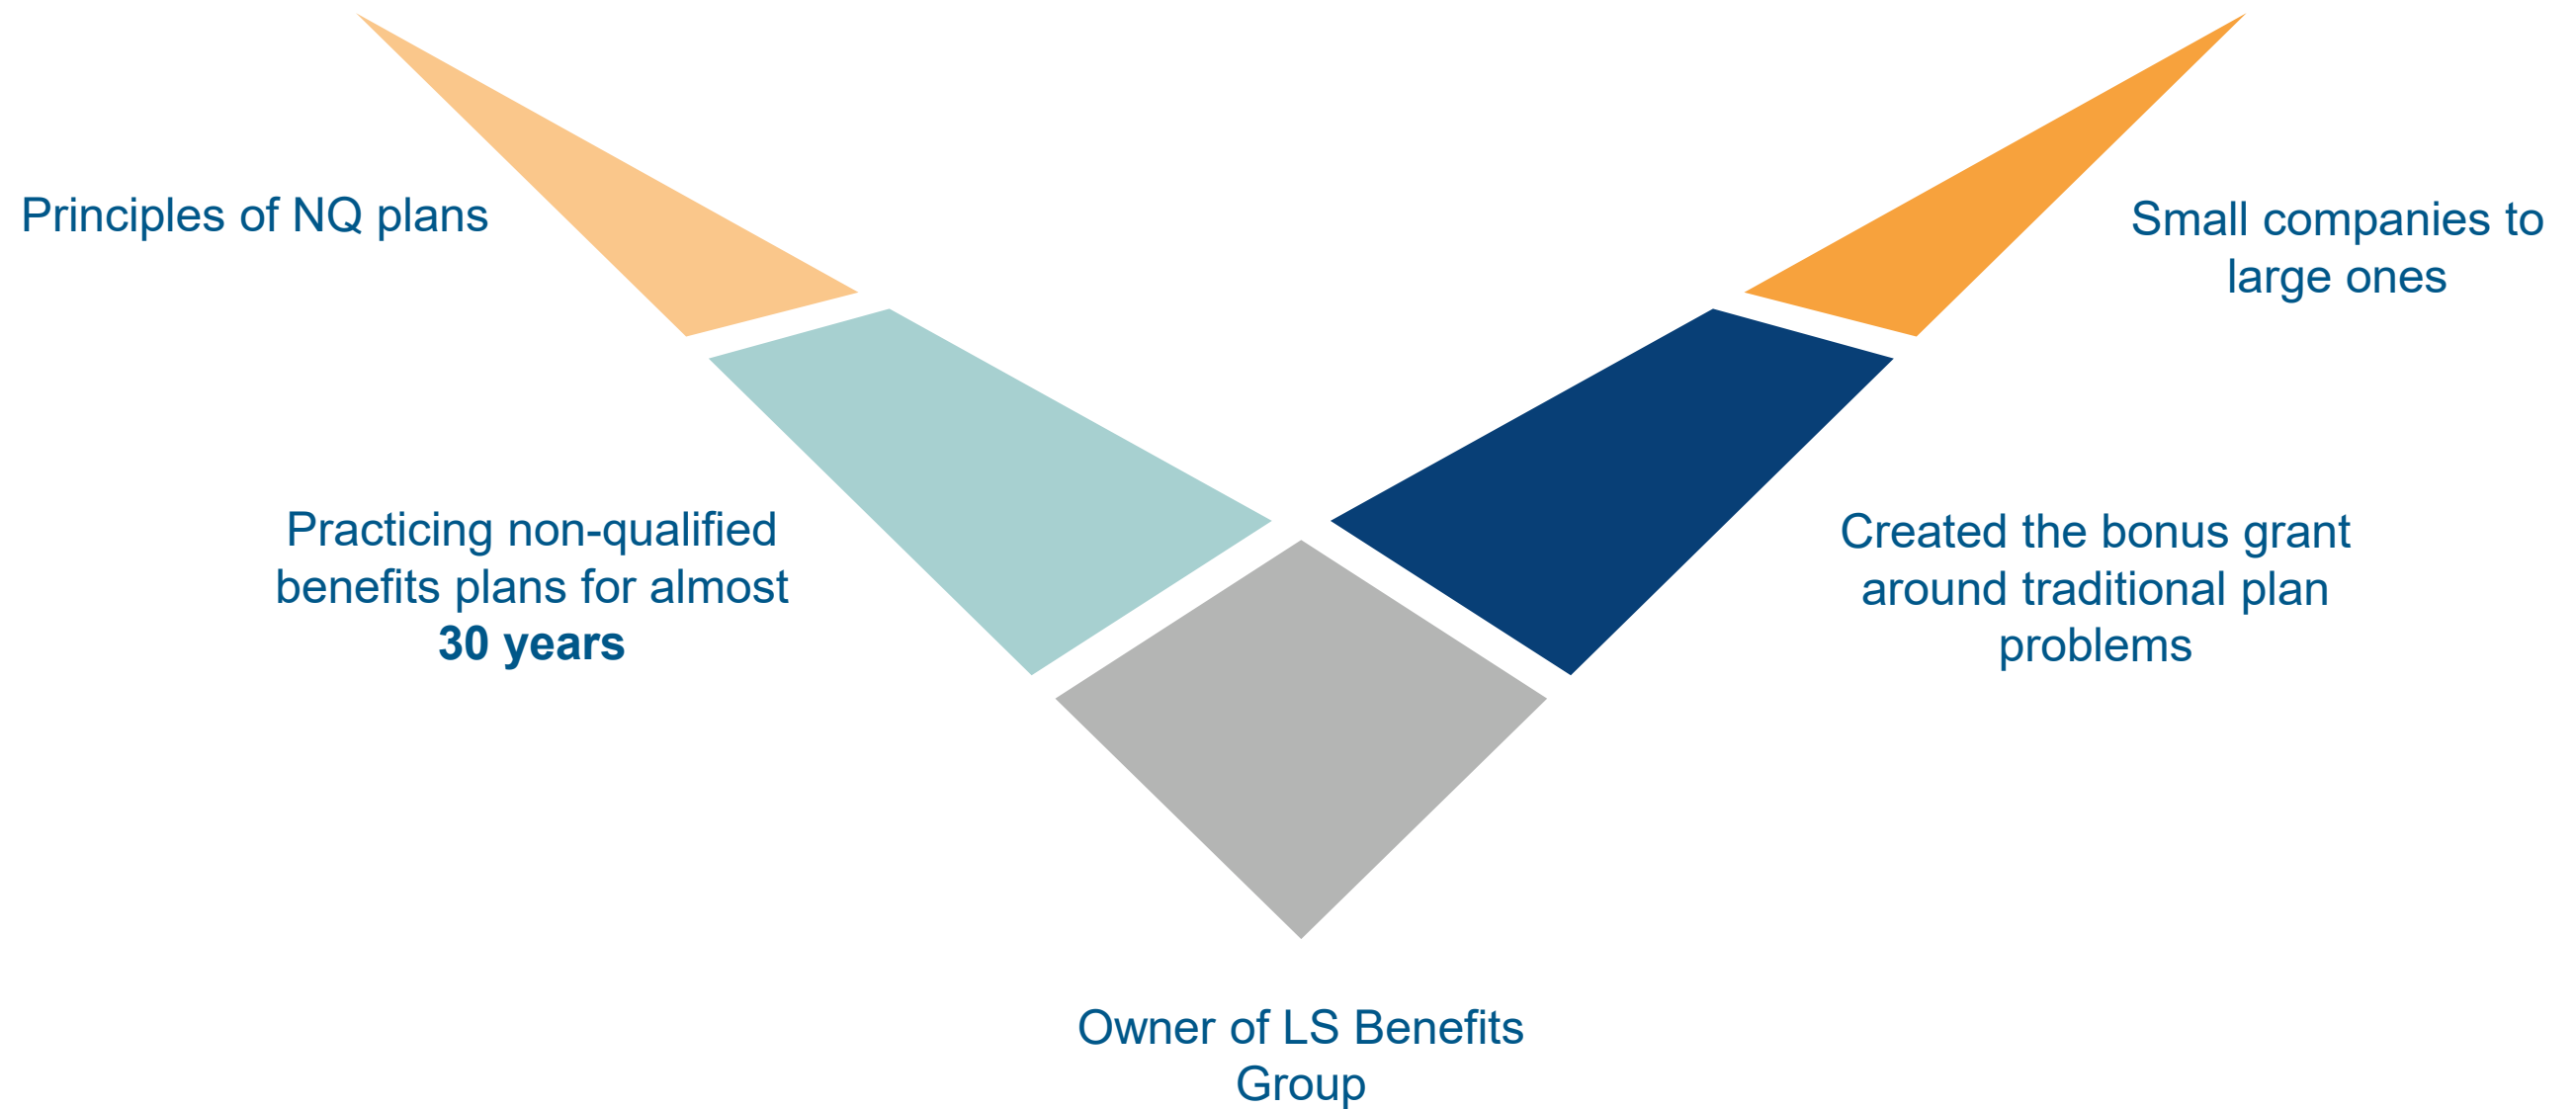 Principles of NQ plans
Small companies to
large ones
Practicing non-qualified
benefits plans for almost
30 years
Created the bonus grant
around traditional plan
problems
Owner of LS Benefits
Group